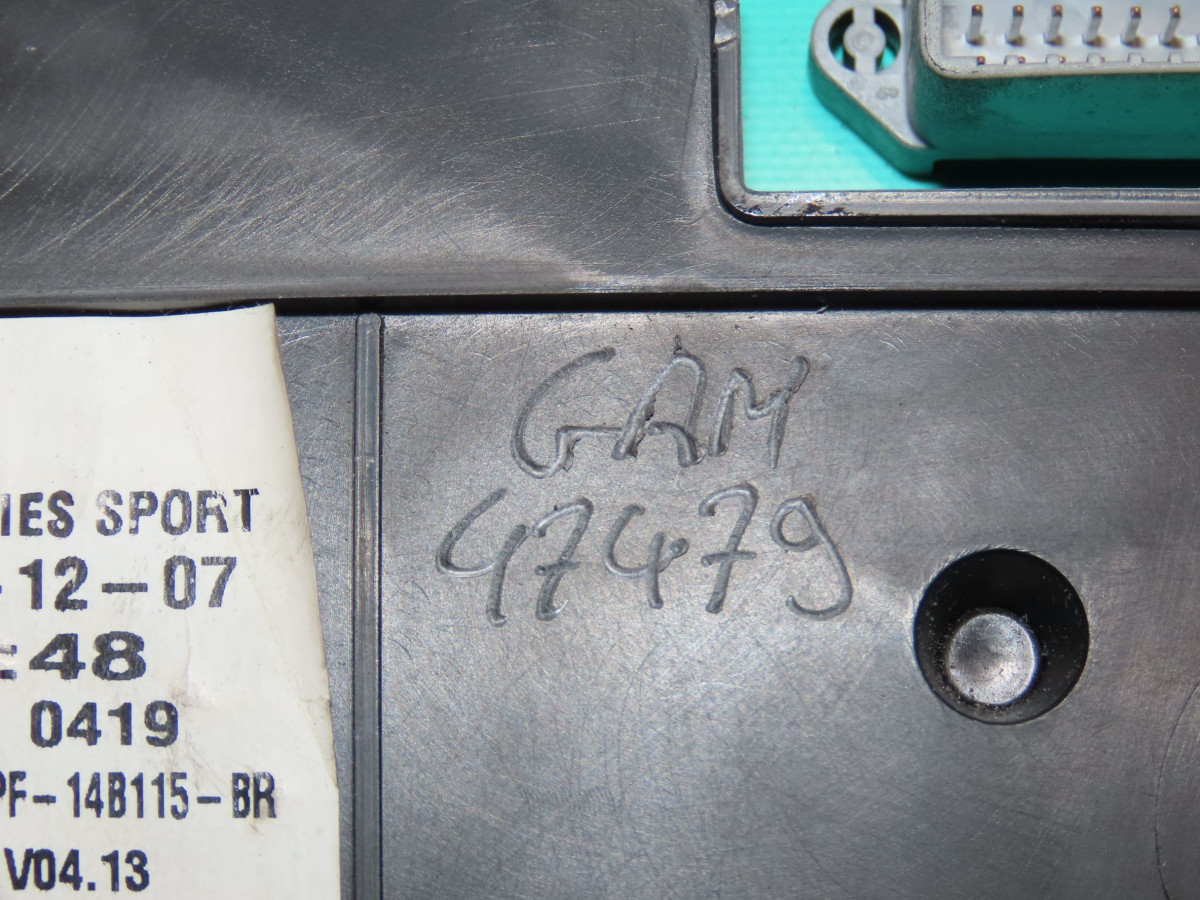 IES SPORT
-12-07
:48
0419
PF-14B115-BR
V04.13
GAM
47479